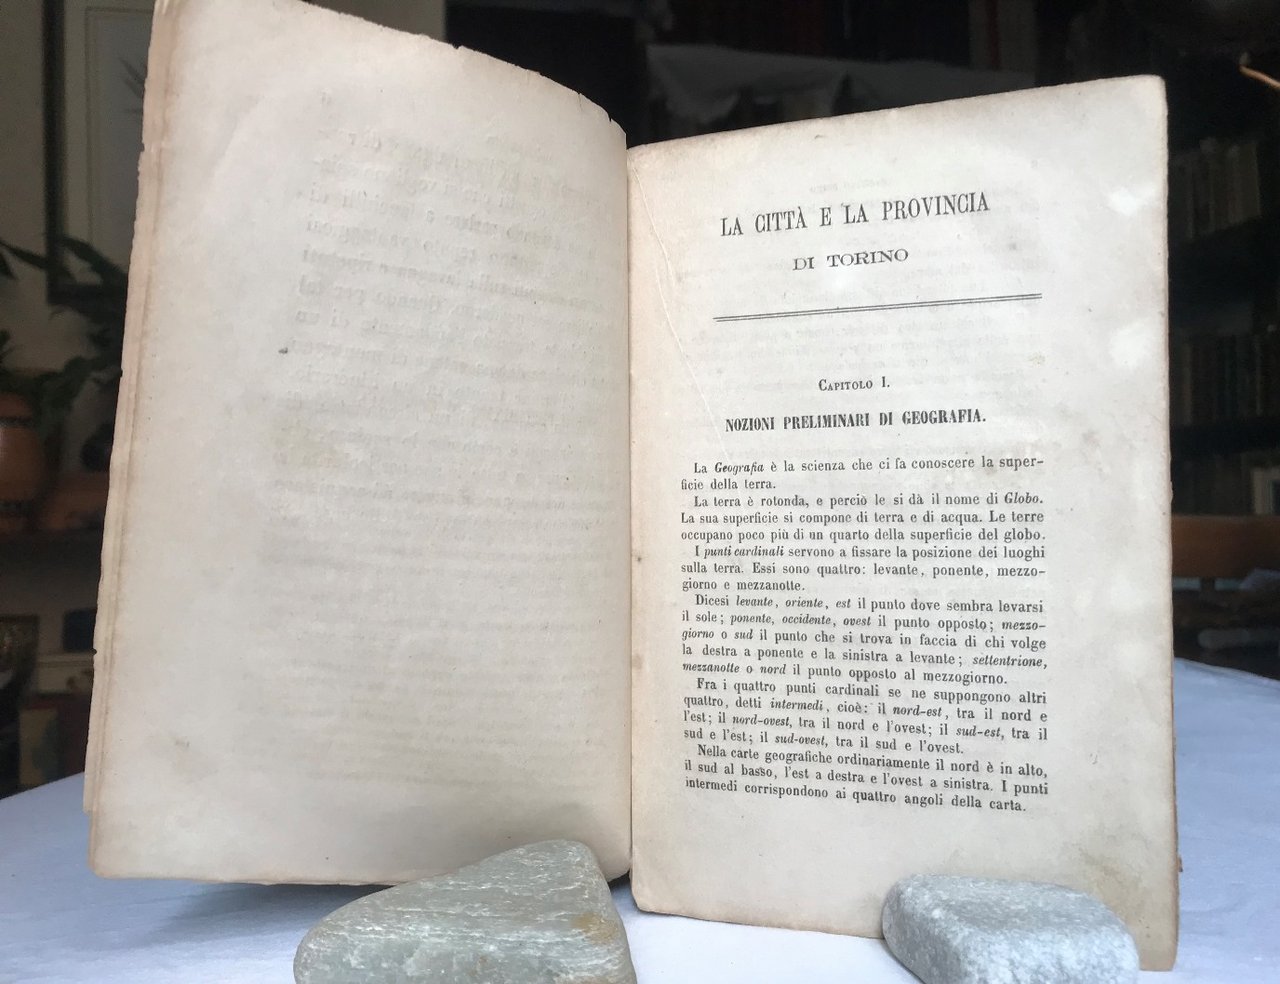 LA CITTÀ E LA PROVINCIA
DI TORINO
CAPITOLO I.
NOZIONI PRELIMINARI DI GEOGRAFIA.
La Geografia è la scienza che ci fa conoscere la super-
ficie della terra.
La terra è rotonda, e perciò le si dà il nome di Globo.
La sua superficie si compone di terra e di acqua. Le terre
occupano poco più di un quarto della superficie del globo.
I punti cardinali servono a fissare la posizione dei luoghi
sulla terra. Essi sono quattro: levante, ponente, mezzo-
giorno e mezzanotte.
Dicesi levante, oriente, est il punto dove sembra levarsi
il sole; ponente, occidente, ovest il punto opposto; mezzo-
giorno o sud il punto che si trova in faccia di chi volge
la destra a ponente e la sinistra a levante; settentrione,
mezzanotte o nord il punto opposto al mezzogiorno.
Fra i quattro punti cardinali se ne suppongono altri
quattro, detti intermedi, cioè: il nord-est, tra il nord e
l'est; il nord-ovest, tra il nord e l'ovest; il sud-est, tra il
sud e l'est; il sud-ovest, tra il sud e l'ovest.
Nella carte geografiche ordinariamente il nord è in alto,
il sud al basso, l'est a destra e l'ovest a sinistra. I punti
intermedi corrispondono ai quattro angoli della carta.